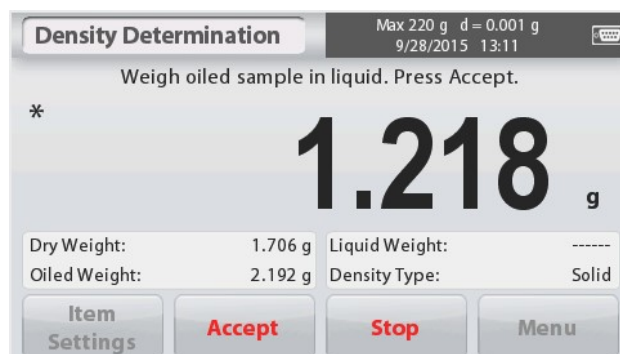 Density Determination
Max 220 g d = 0.001 g
9/28/2015 13:11
Weigh oiled sample in liquid. Press Accept.
*
1.218 g
Dry Weight: 1.706 g Liquid Weight: ------
Oiled Weight: 2.192 g Density Type: Solid
Item
Settings
Accept
Stop
Menu